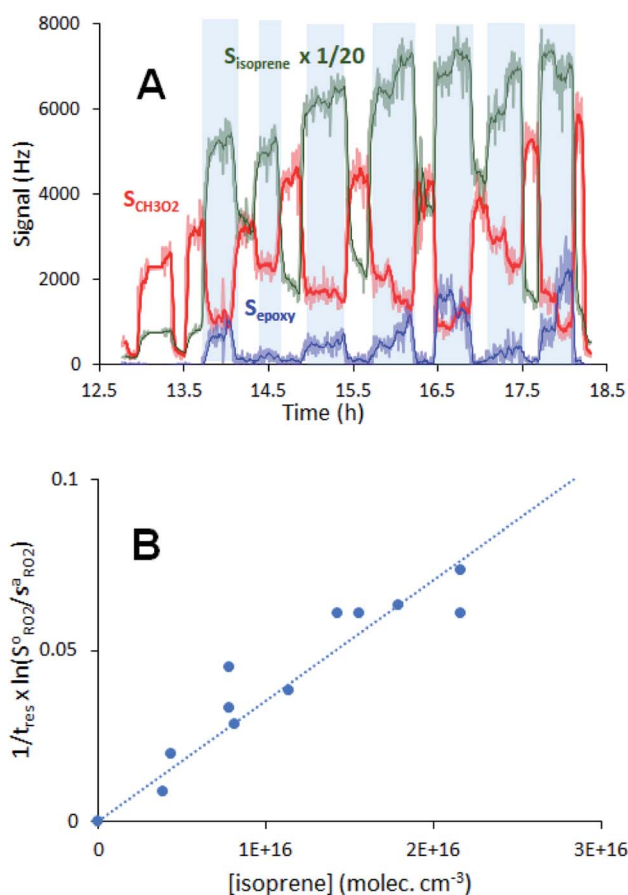 A
S_isoprene x 1/20
S_CH3O2
S_epoxy
Signal (Hz)
8000
6000
4000
2000
0
12.5 13.5 14.5 15.5 16.5 17.5 18.5
Time (h)
B
1/t_res x ln(S^o_RO2/s^a_RO2)
0.1
0.05
0
0 1E+16 2E+16 3E+16
[isoprene] (molec. cm⁻³)